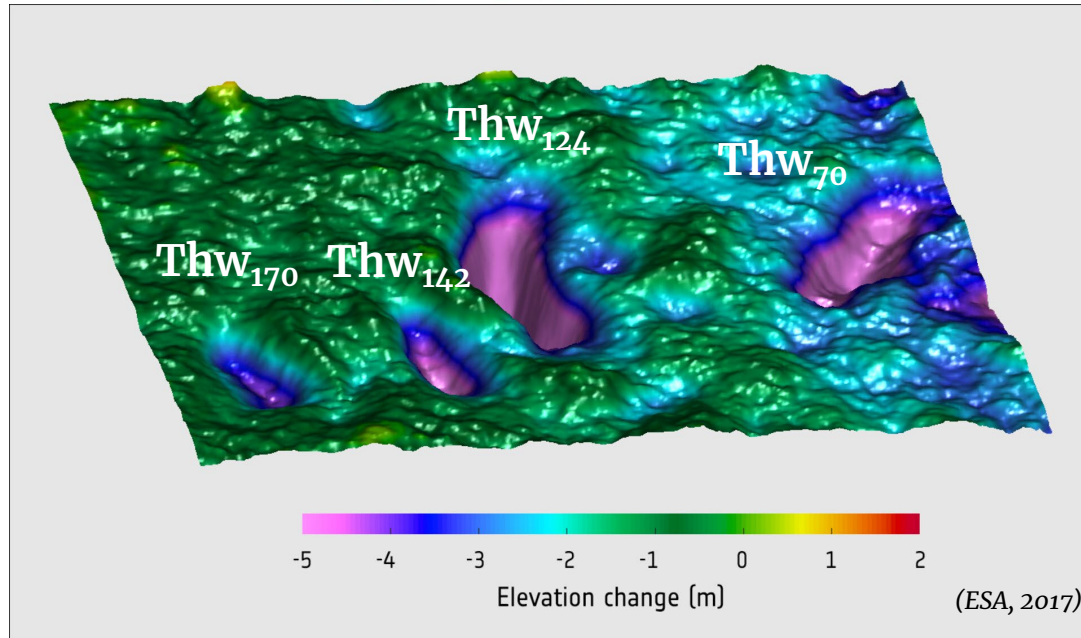 Thw₁₂₄
Thw₇₀
Thw₁₇₀ Thw₁₄₂
-5 -4 -3 -2 -1 0 1 2
Elevation change (m)
(ESA, 2017)